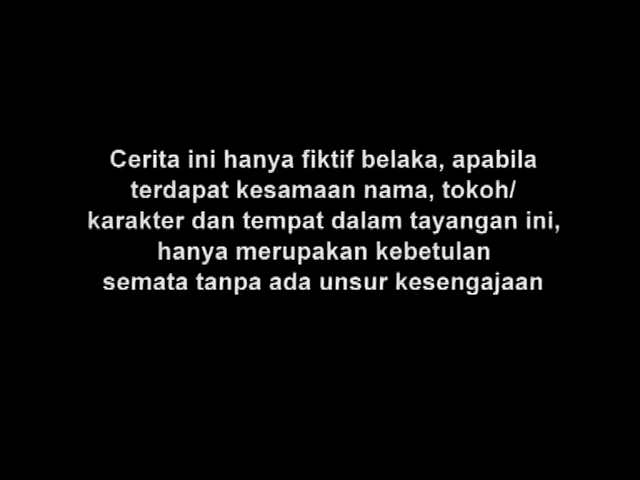 Cerita ini hanya fiktif belaka, apabila
terdapat kesamaan nama, tokoh/
karakter dan tempat dalam tayangan ini,
hanya merupakan kebetulan
semata tanpa ada unsur kesengajaan